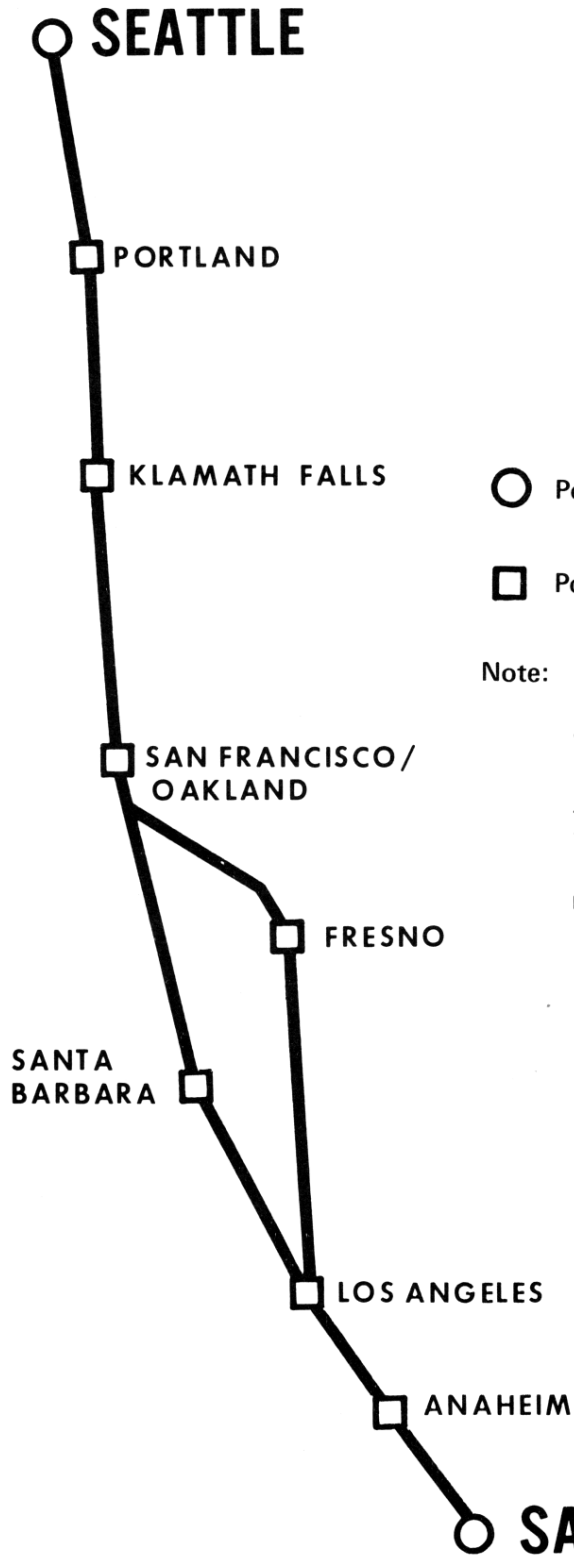 SEATTLE
PORTLAND
KLAMATH FALLS
Note:
SAN FRANCISCO/
OAKLAND
FRESNO
SANTA
BARBARA
LOS ANGELES
ANAHEIM